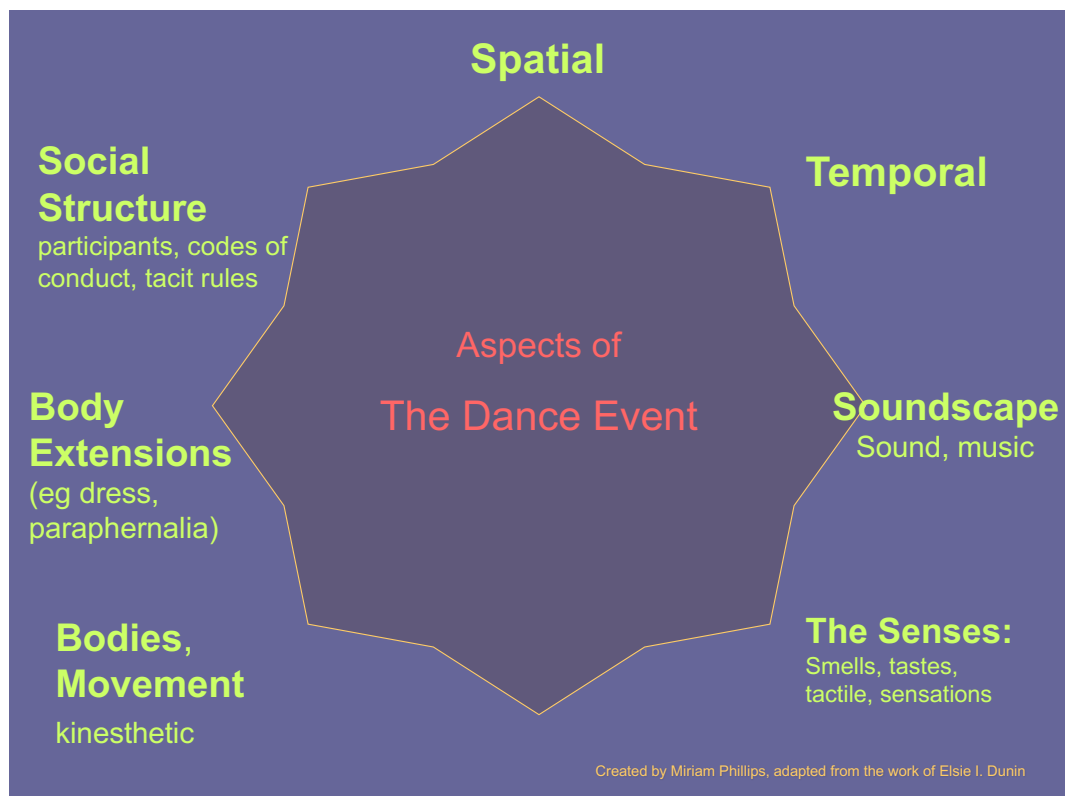 Spatial
Social
Structure
participants, codes of
conduct, tacit rules
Temporal
Aspects of
The Dance Event
Body
Extensions
(eg dress,
paraphernalia)
Soundscape
Sound, music
Bodies,
Movement
kinesthetic
The Senses:
Smells, tastes,
tactile, sensations
Created by Miriam Phillips, adapted from the work of Elsie I. Dunin